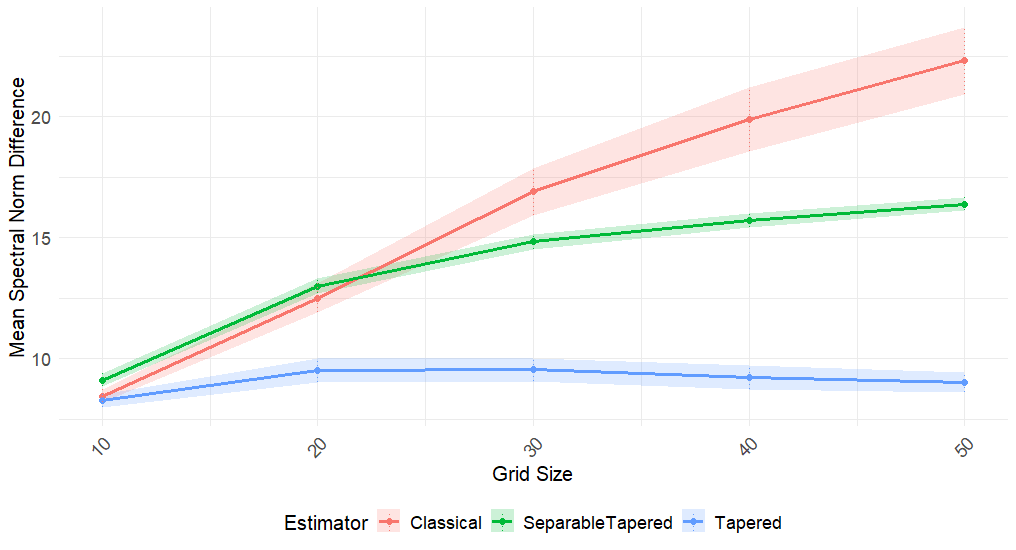 Mean Spectral Norm Difference
20
15
10
10 20 30 40 50
Grid Size
Estimator Classical SeparableTapered Tapered